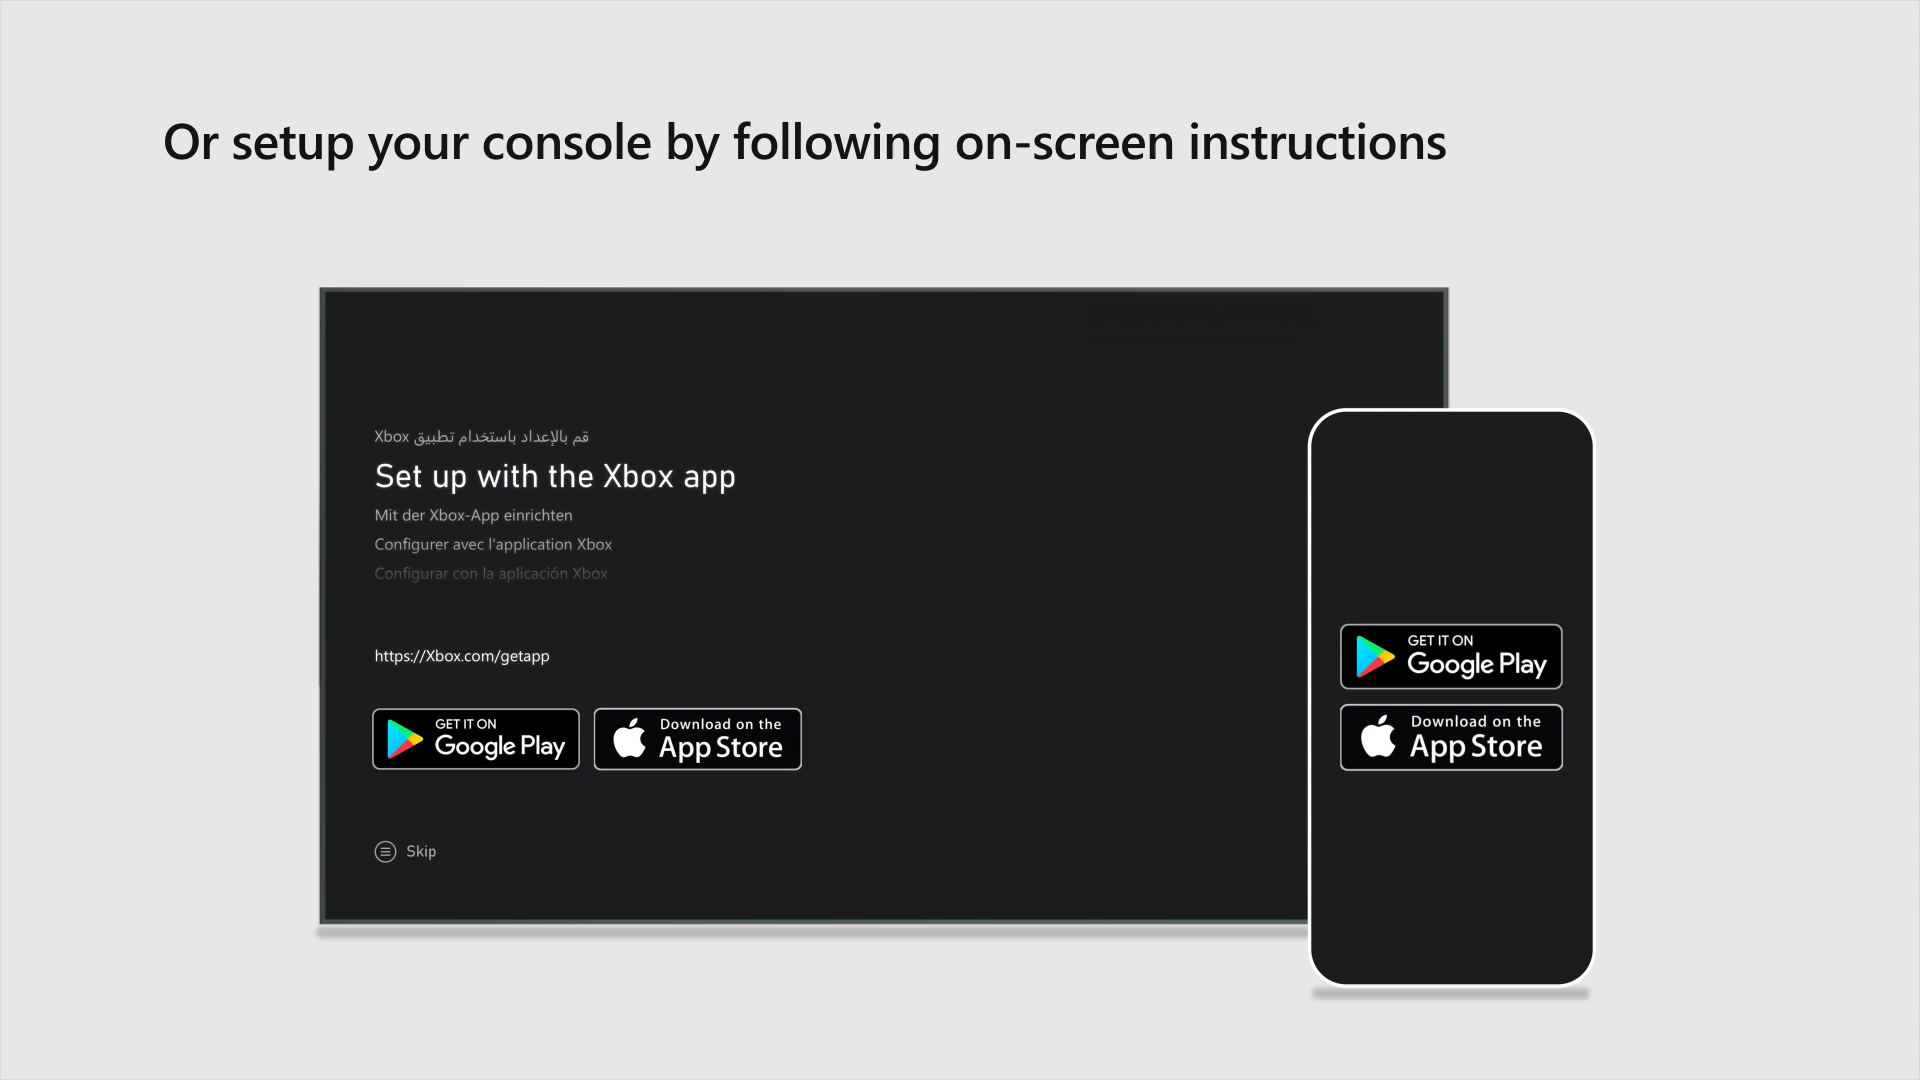 Or setup your console by following on-screen instructions
قم بالإعداد باستخدام تطبيق Xbox
Set up with the Xbox app
Mit der Xbox-App einrichten
Configurer avec l'application Xbox
Configurar con la aplicación Xbox
https://Xbox.com/getapp
GET IT ON
Google Play
Download on the
App Store
Skip
GET IT ON
Google Play
Download on the
App Store